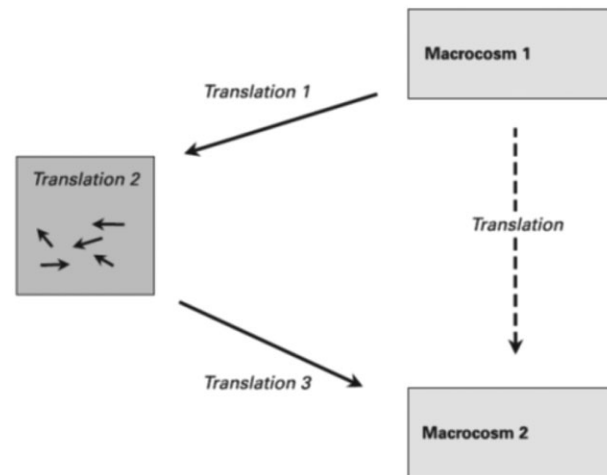 Macrocosm 1
Translation 1
Translation 2
Translation
Translation 3
Macrocosm 2